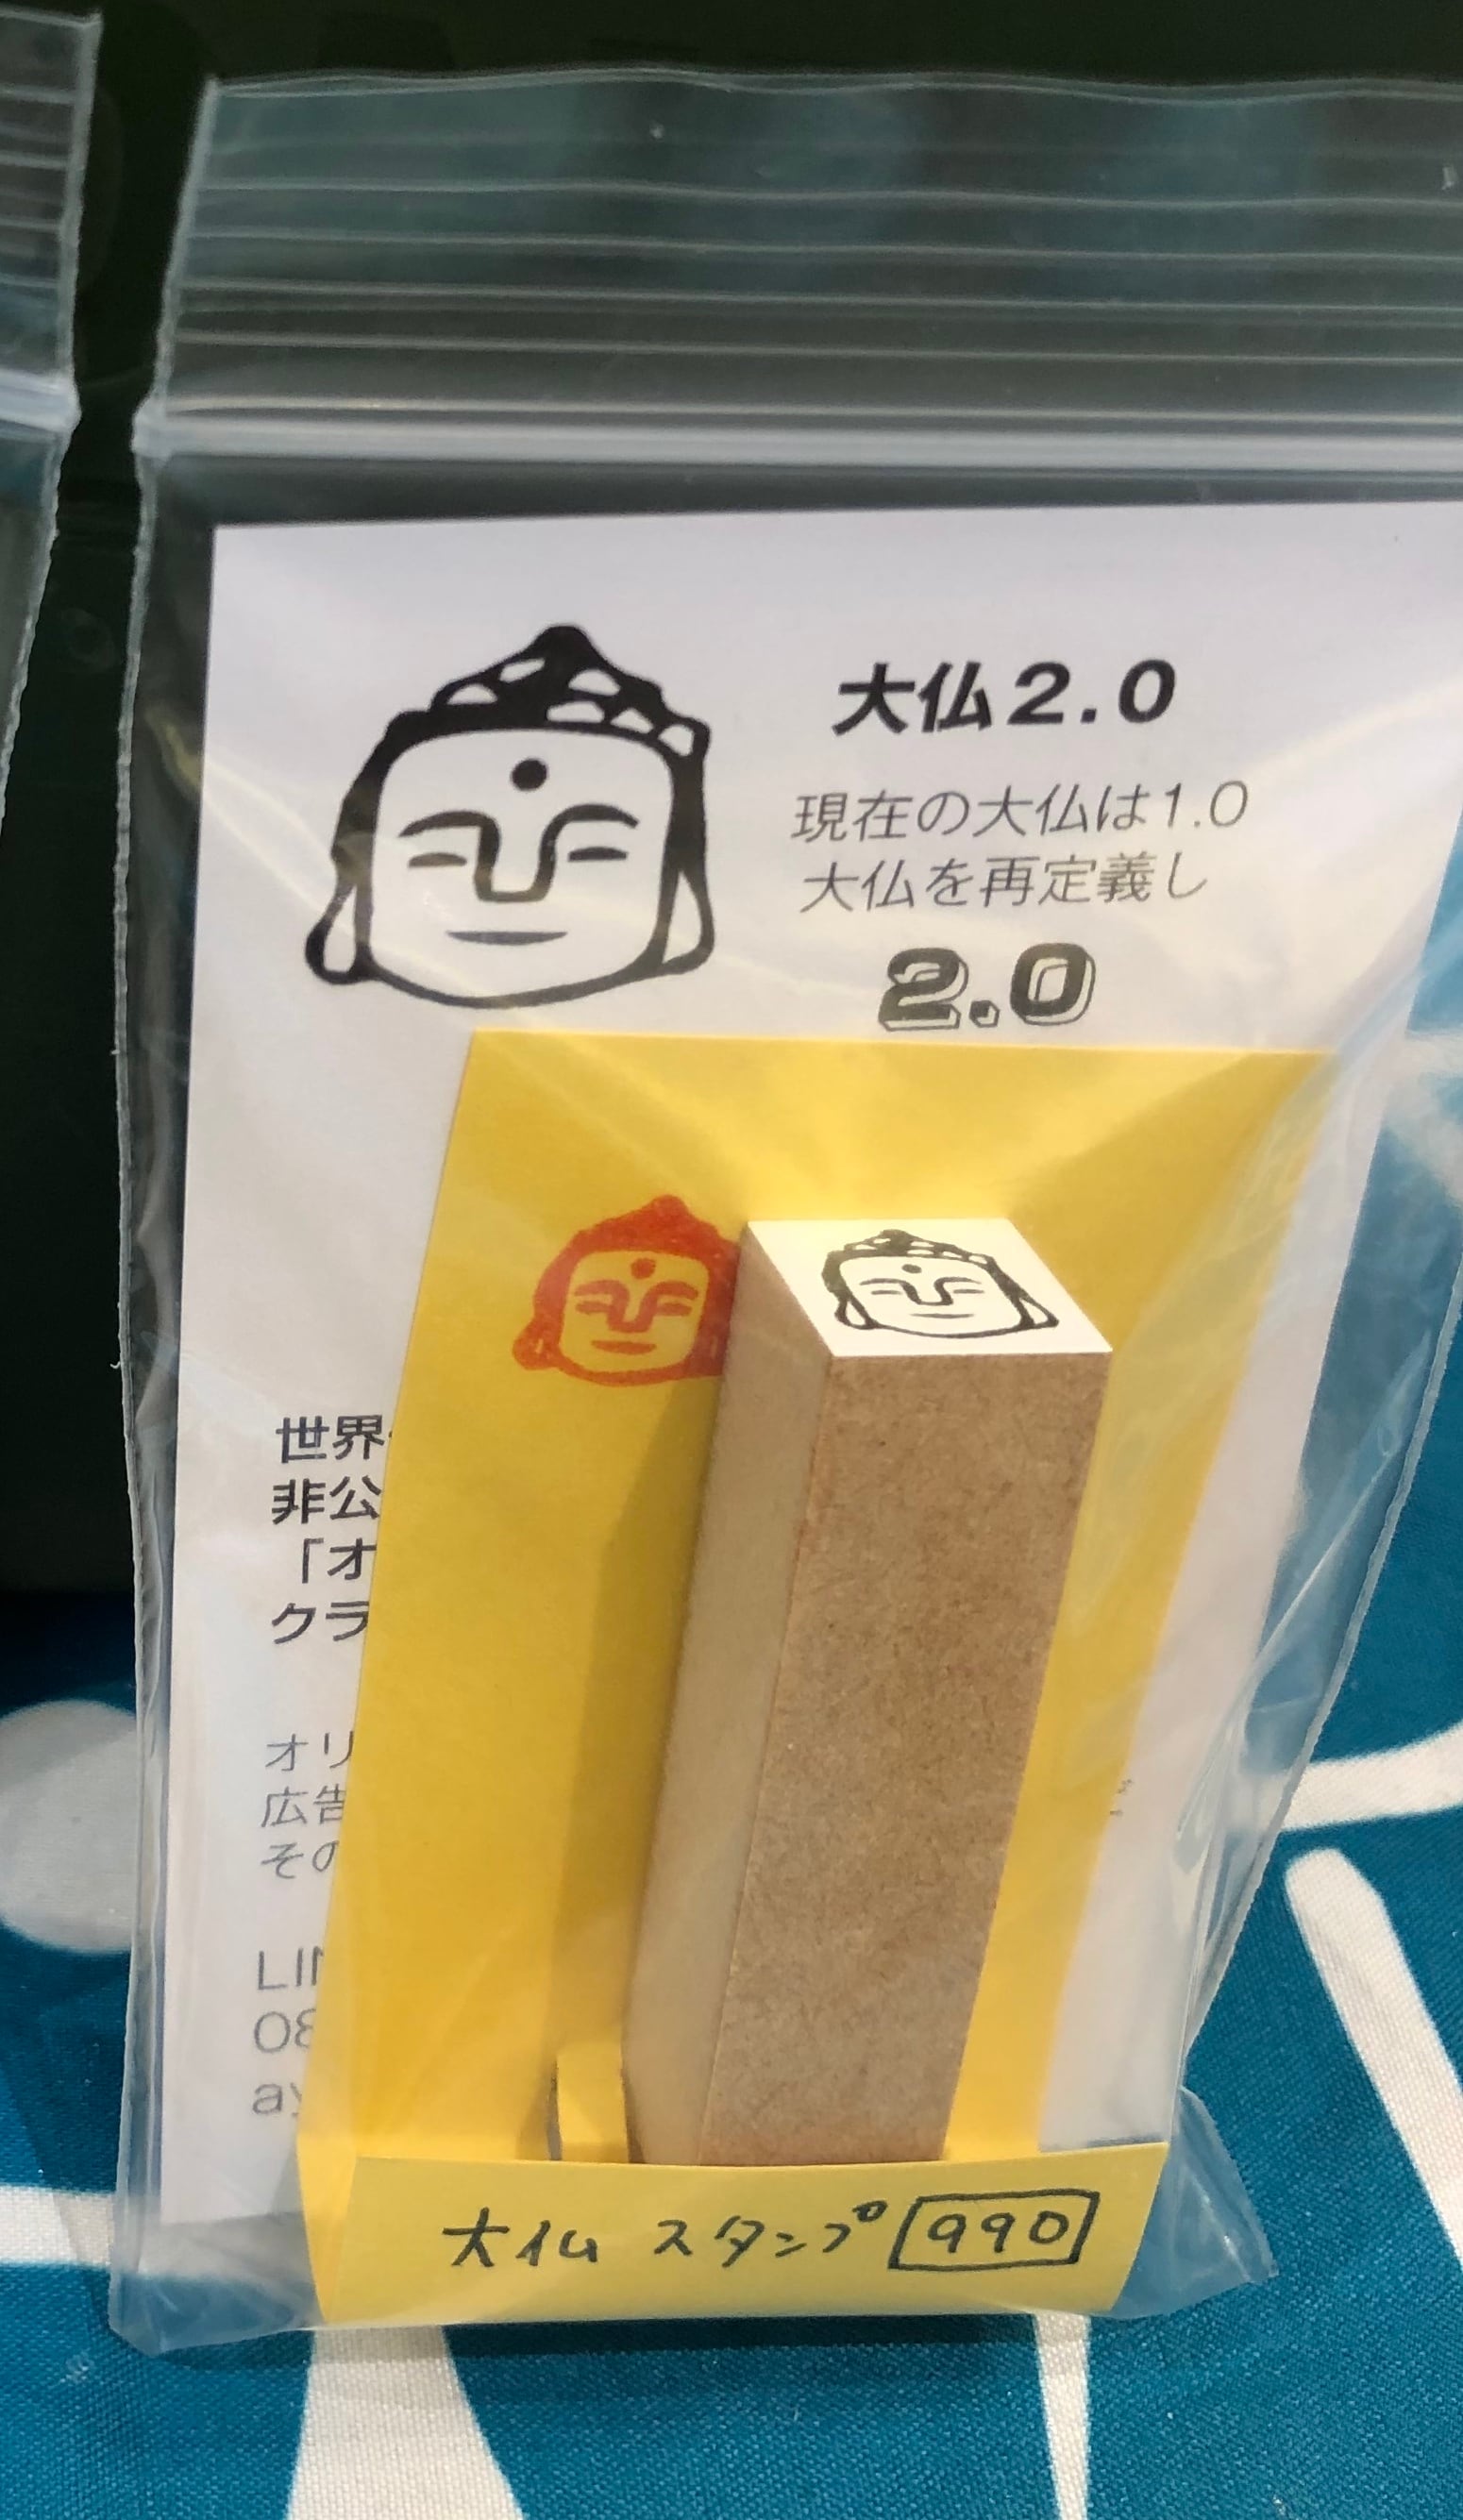 大仏2.0
現在の大仏は1.0
大仏を再定義し
2.0
世界
非公
「オ
クラ
オリ
広告
その
LIN
08
ay
大仏 スタンプ 990